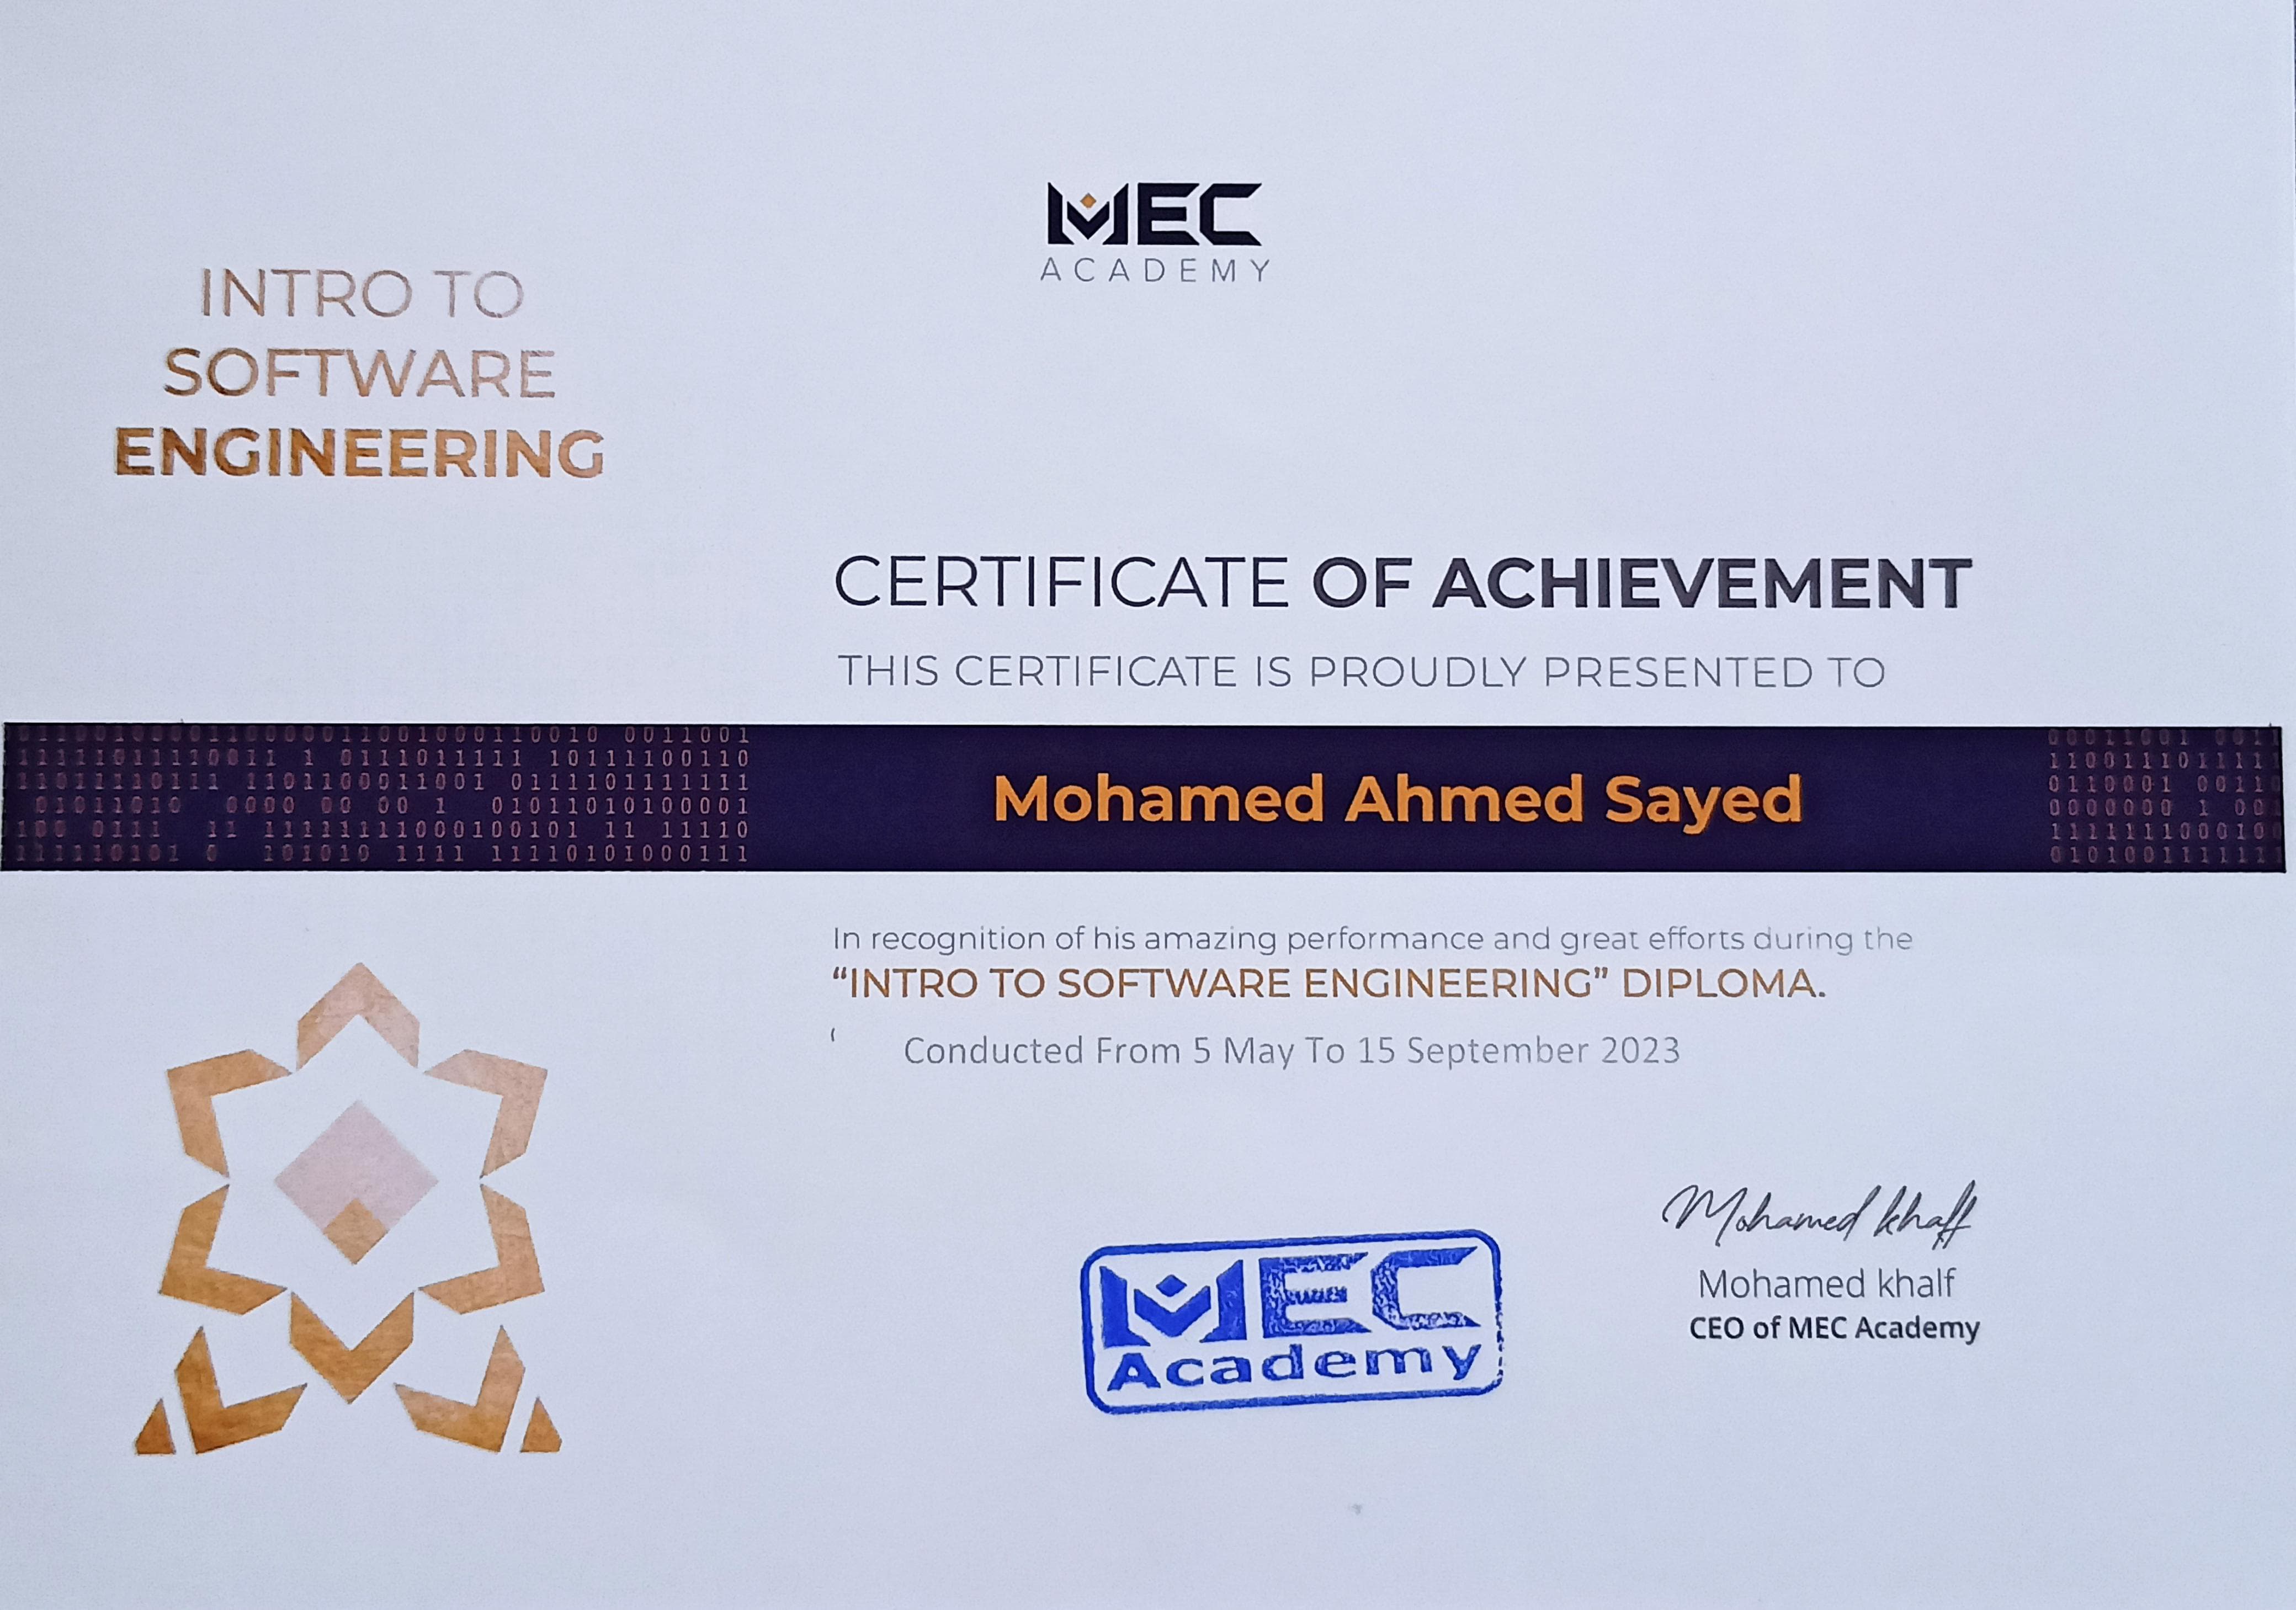 MEC
ACADEMY
INTRO TO
SOFTWARE
ENGINEERING
CERTIFICATE OF ACHIEVEMENT
THIS CERTIFICATE IS PROUDLY PRESENTED TO
Mohamed Ahmed Sayed
In recognition of his amazing performance and great efforts during the
“INTRO TO SOFTWARE ENGINEERING” DIPLOMA.
Conducted From 5 May To 15 September 2023
MEC
Academy
Mohamed khalf
Mohamed khalf
CEO of MEC Academy